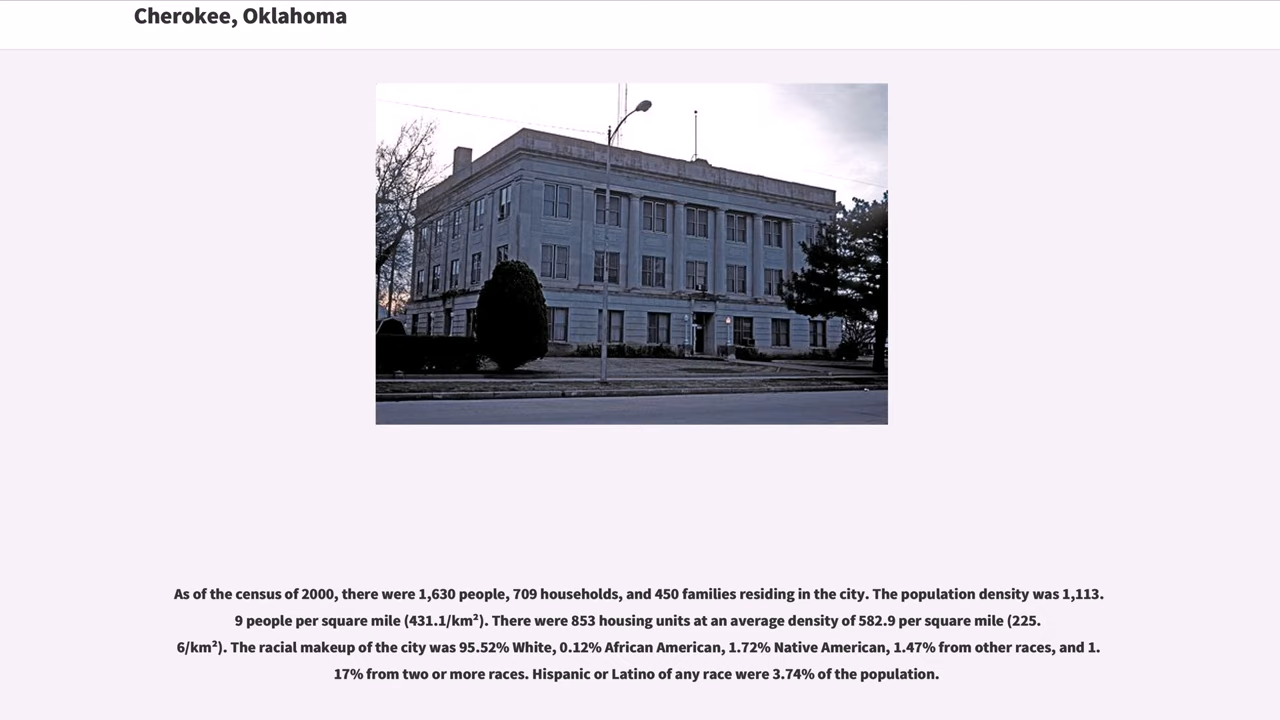 Cherokee, Oklahoma
As of the census of 2000, there were 1,630 people, 709 households, and 450 families residing in the city. The population density was 1,113.
9 people per square mile (431.1/km²). There were 853 housing units at an average density of 582.9 per square mile (225.
6/km²). The racial makeup of the city was 95.52% White, 0.12% African American, 1.72% Native American, 1.47% from other races, and 1.
17% from two or more races. Hispanic or Latino of any race were 3.74% of the population.